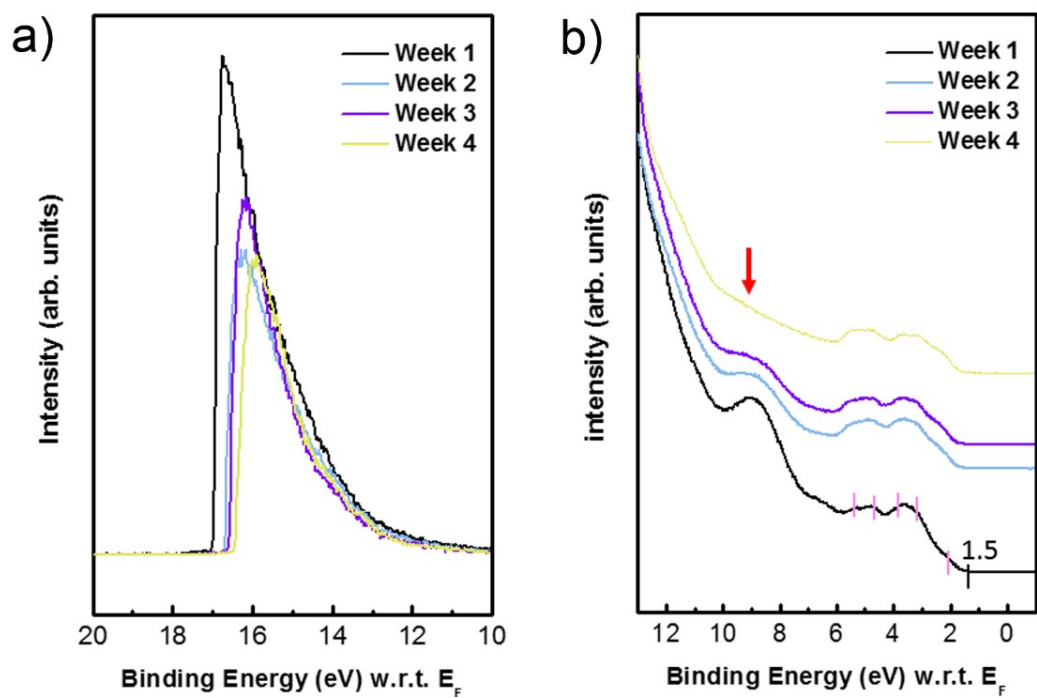 a)
Week 1
Week 2
Week 3
Week 4
Intensity (arb. units)
20 18 16 14 12 10
Binding Energy (eV) w.r.t. E_F
b)
Week 1
Week 2
Week 3
Week 4
intensity (arb. units)
1.5
12 10 8 6 4 2 0
Binding Energy (eV) w.r.t. E_F